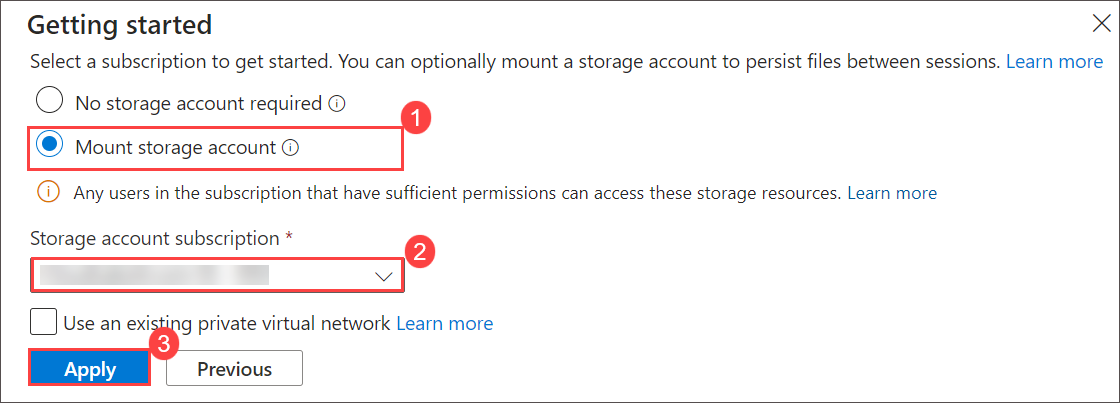 Getting started
Select a subscription to get started. You can optionally mount a storage account to persist files between sessions. Learn more
No storage account required
1
Mount storage account
Any users in the subscription that have sufficient permissions can access these storage resources. Learn more
Storage account subscription *
2
Use an existing private virtual network Learn more
3
Apply Previous